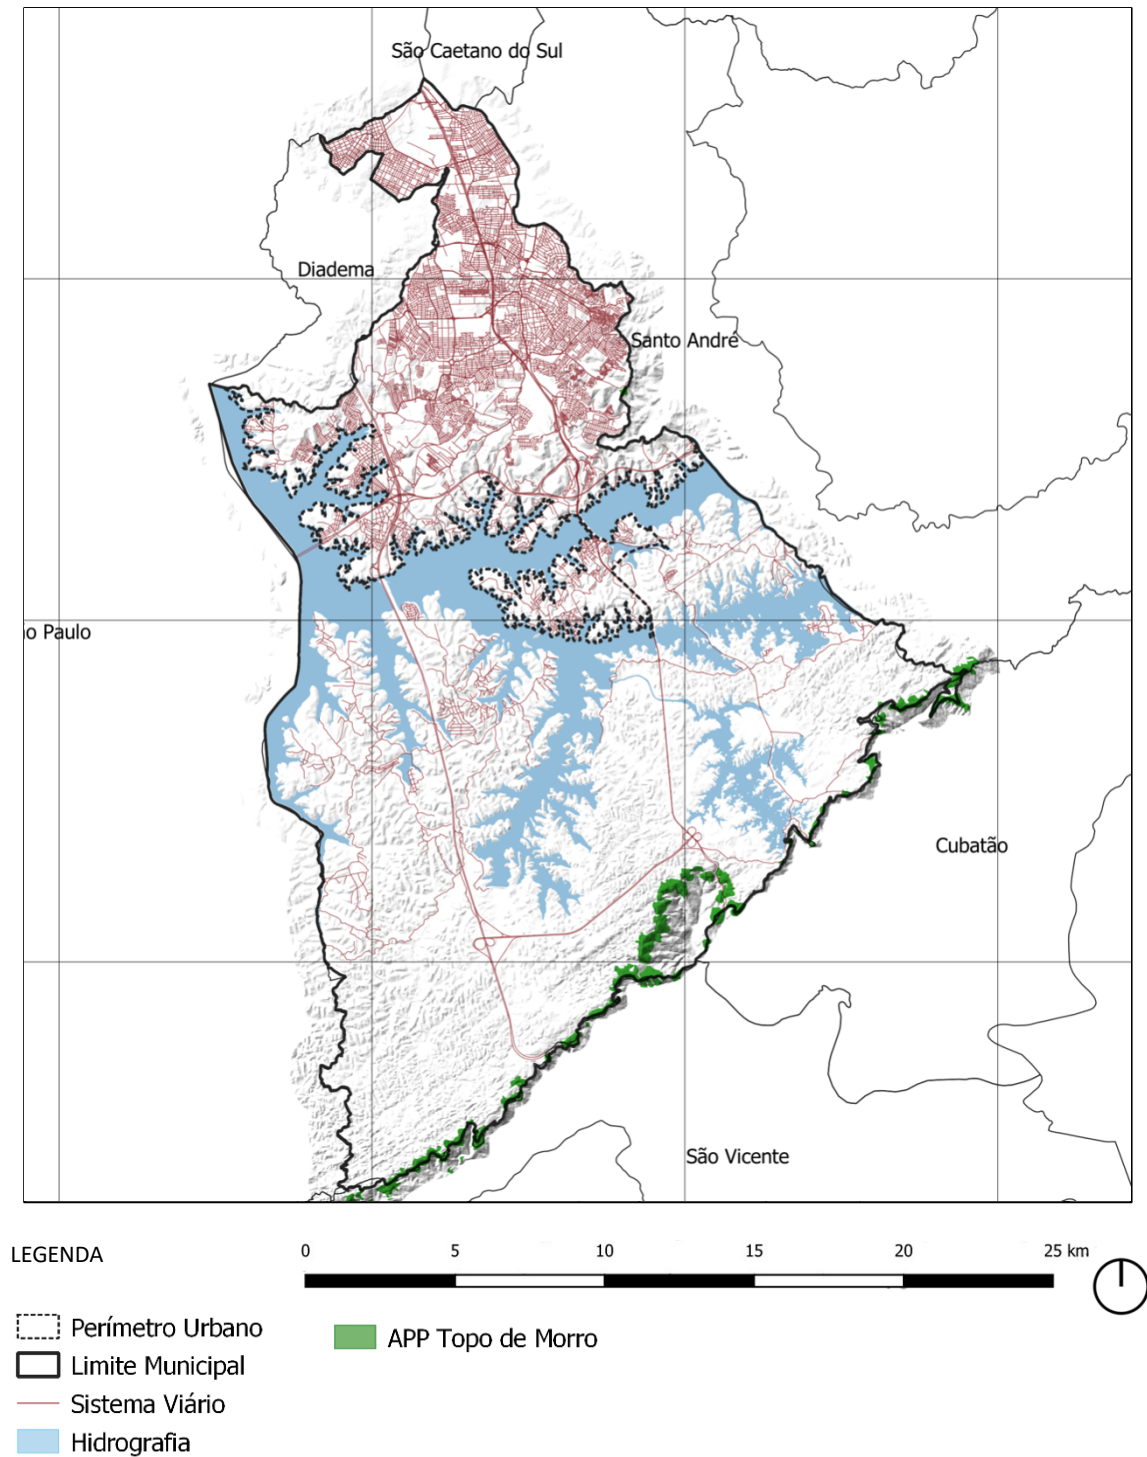 São Caetano do Sul
Diadema
Santo André
o Paulo
Cubatão
São Vicente
LEGENDA
0 5 10 15 20 25 km
Perímetro Urbano
APP Topo de Morro
Limite Municipal
Sistema Viário
Hidrografia